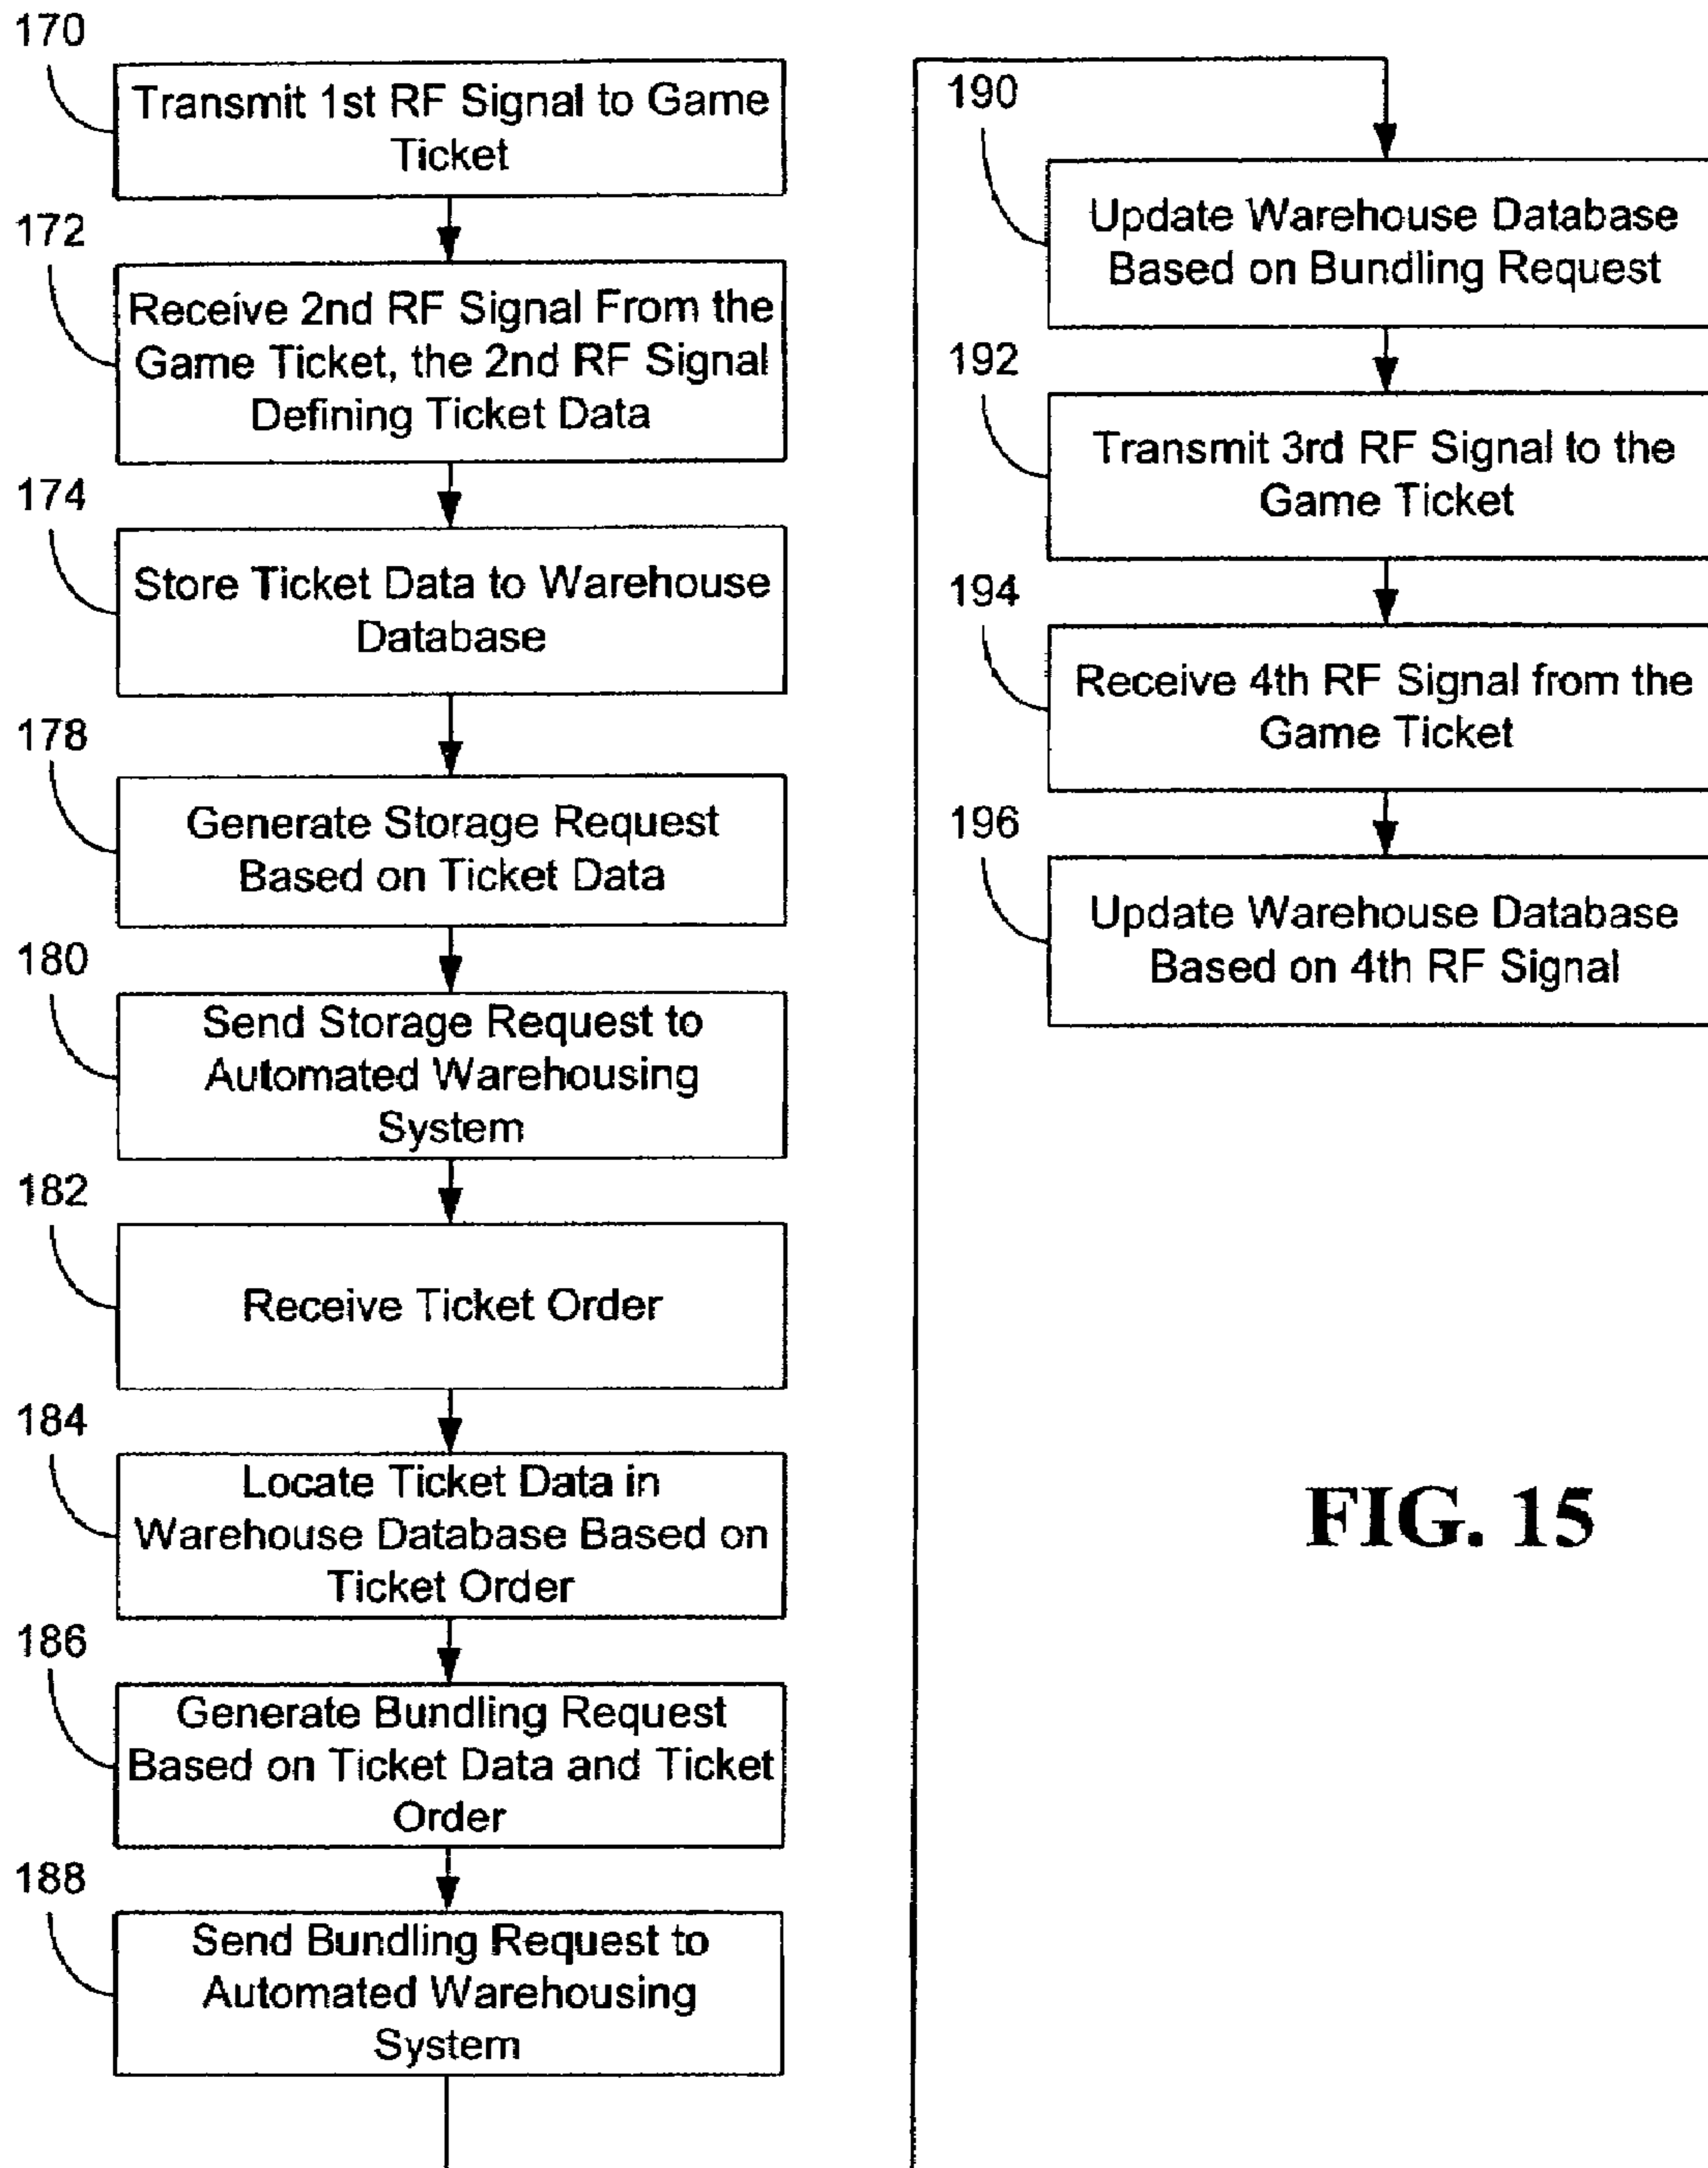 170
Transmit 1st RF Signal to Game
Ticket
172
Receive 2nd RF Signal From the
Game Ticket, the 2nd RF Signal
Defining Ticket Data
174
Store Ticket Data to Warehouse
Database
178
Generate Storage Request
Based on Ticket Data
180
Send Storage Request to
Automated Warehousing
System
182
Receive Ticket Order
184
Locate Ticket Data in
Warehouse Database Based on
Ticket Order
186
Generate Bundling Request
Based on Ticket Data and Ticket
Order
188
Send Bundling Request to
Automated Warehousing
System
190
Update Warehouse Database
Based on Bundling Request
192
Transmit 3rd RF Signal to the
Game Ticket
194
Receive 4th RF Signal from the
Game Ticket
196
Update Warehouse Database
Based on 4th RF Signal
FIG. 15